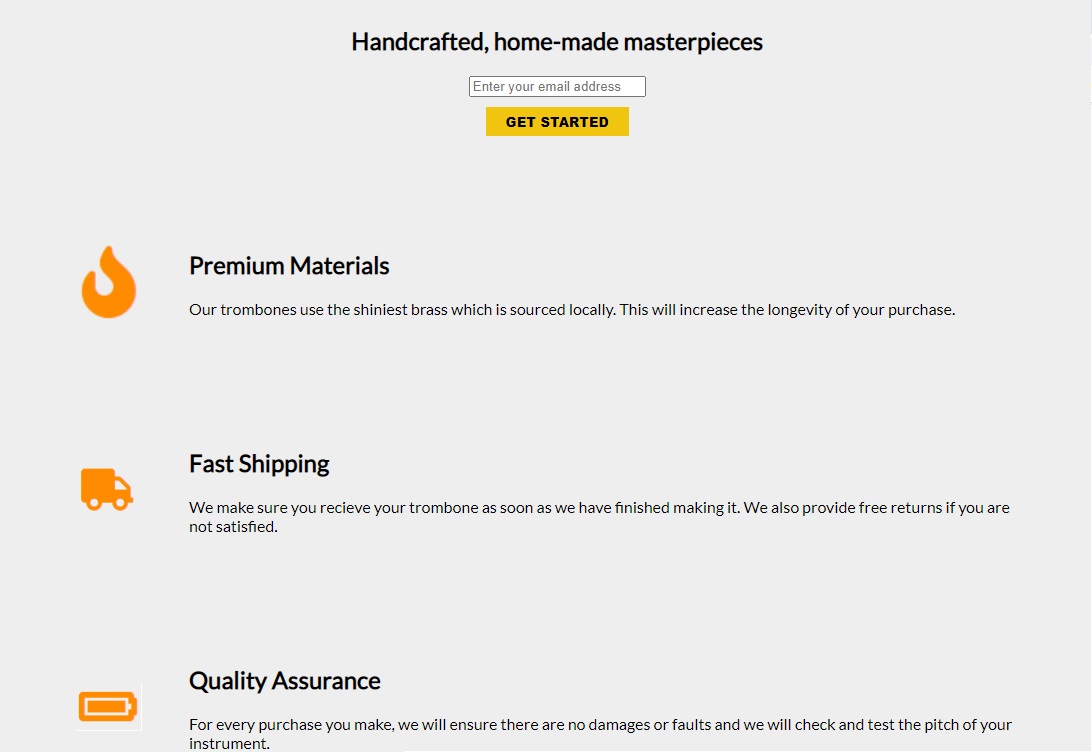 Handcrafted, home-made masterpieces
Enter your email address
GET STARTED
Premium Materials
Our trombones use the shiniest brass which is sourced locally. This will increase the longevity of your purchase.
Fast Shipping
We make sure you recieve your trombone as soon as we have finished making it. We also provide free returns if you are
not satisfied.
Quality Assurance
For every purchase you make, we will ensure there are no damages or faults and we will check and test the pitch of your
instrument.